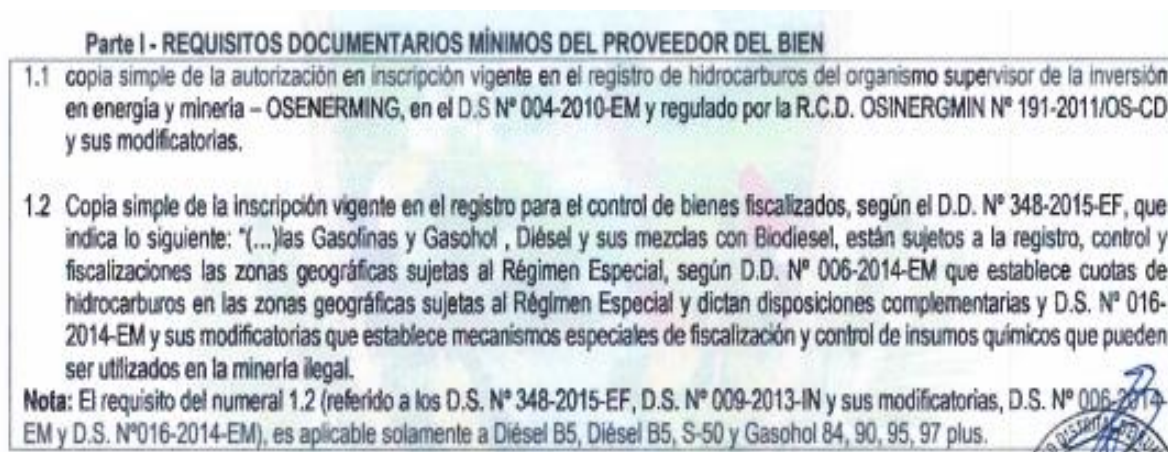 Parte I - REQUISITOS DOCUMENTARIOS MÍNIMOS DEL PROVEEDOR DEL BIEN
1.1 copia simple de la autorización en inscripción vigente en el registro de hidrocarburos del organismo supervisor de la inversión
en energía y mineria – OSENERMING, en el D.S Nº 004-2010-EM y regulado por la R.C.D. OSINERGMIN Nº 191-2011/OS-CD
y sus modificatorias.
1.2 Copia simple de la inscripción vigente en el registro para el control de bienes fiscalizados, según el D.D. Nº 348-2015-EF, que
indica lo siguiente: "(...)las Gasolinas y Gasohol , Diésel y sus mezclas con Biodiesel, están sujetos a la registro, control y
fiscalizaciones las zonas geográficas sujetas al Régimen Especial, según D.D. Nº 006-2014-EM que establece cuotas de
hidrocarburos en las zonas geográficas sujetas al Régimen Especial y dictan disposiciones complementarias y D.S. Nº 016-
2014-EM y sus modificatorias que establece mecanismos especiales de fiscalización y control de insumos químicos que pueden
ser utilizados en la minería ilegal.
Nota: El requisito del numeral 1.2 (referido a los D.S. Nº 348-2015-EF, D.S. Nº 009-2013-IN y sus modificatorias, D.S. Nº 006-2014-
EM y D.S. Nº016-2014-EM), es aplicable solamente a Diésel B5, Diésel B5, S-50 y Gasohol 84, 90, 95, 97 plus.